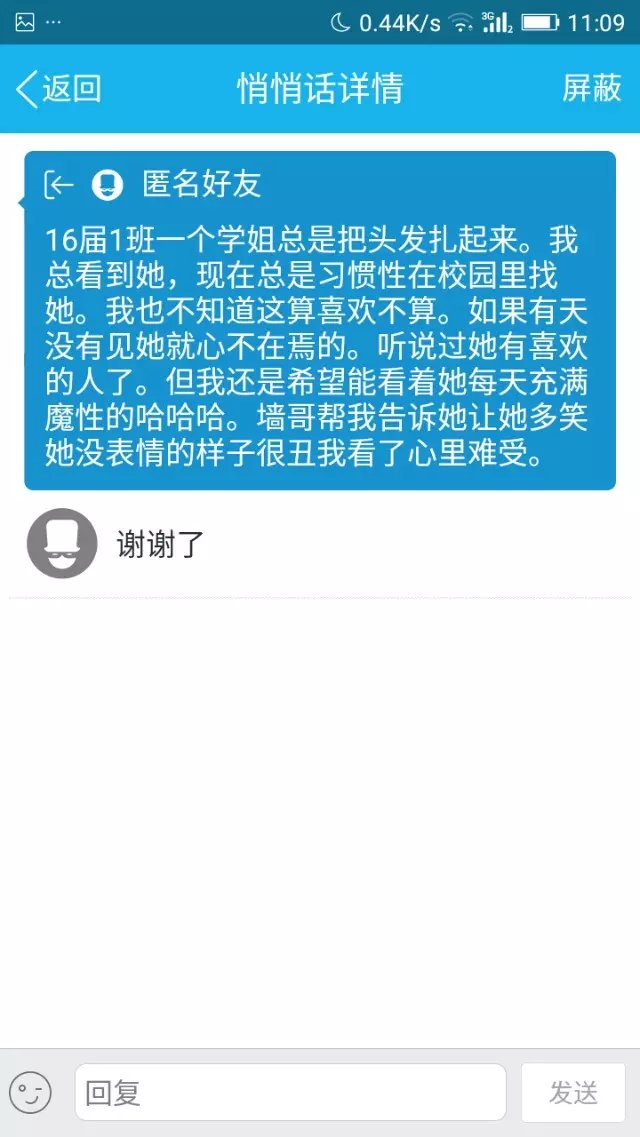 ··· 0.44K/s 3G 2 11:09
返回 悄悄话详情 屏蔽
匿名好友
16届1班一个学姐总是把头发扎起来。我
总看到她，现在总是习惯性在校园里找
她。我也不知道这算喜欢不算。如果有天
没有见她就心不在焉的。听说过她有喜欢
的人了。但我还是希望能看着她每天充满
魔性的哈哈哈。墙哥帮我告诉她让她多笑
她没表情的样子很丑我看了心里难受。
谢谢了
回复 发送